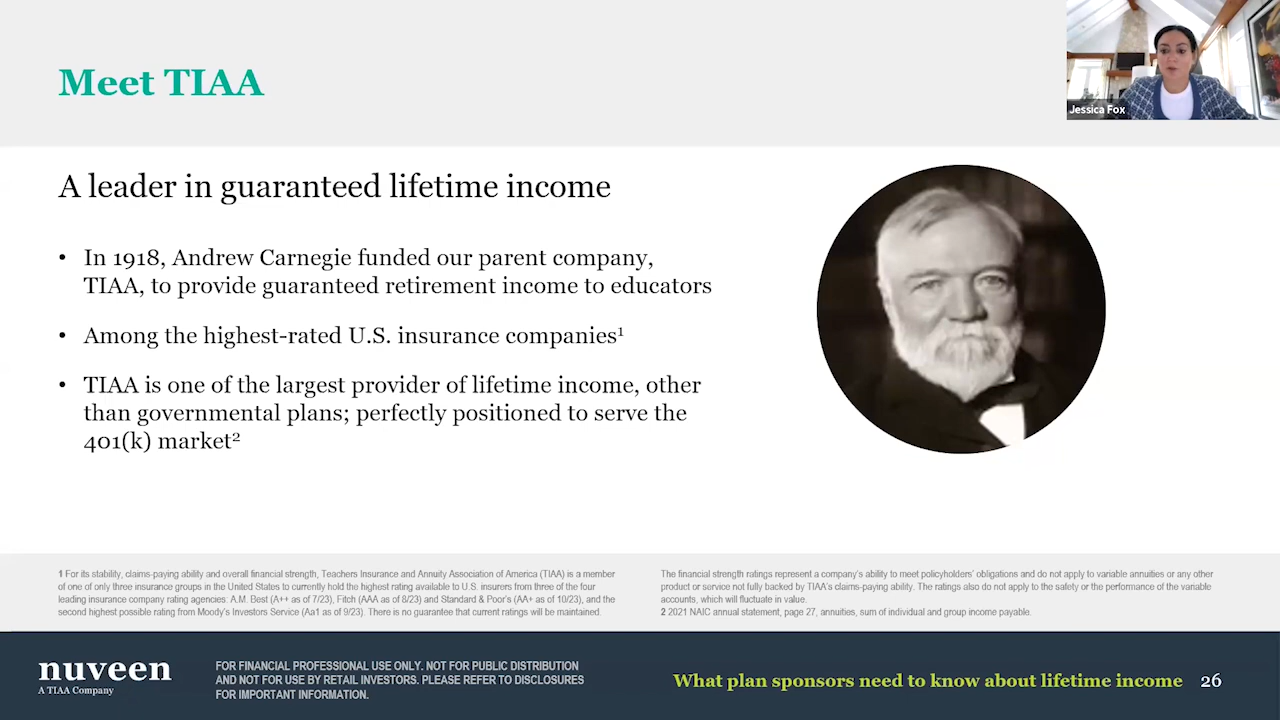 Meet TIAA
Jessica Fox
A leader in guaranteed lifetime income
• In 1918, Andrew Carnegie funded our parent company,
TIAA, to provide guaranteed retirement income to educators
• Among the highest-rated U.S. insurance companies¹
• TIAA is one of the largest provider of lifetime income, other
than governmental plans; perfectly positioned to serve the
401(k) market²
1 For its stability, claims-paying ability and overall financial strength, Teachers Insurance and Annuity Association of America (TIAA) is a member
of one of only three insurance groups in the United States to currently hold the highest rating available to U.S. insurers from three of the four
leading insurance company rating agencies: A.M. Best (A++ as of 7/23), Fitch (AAA as of 8/23) and Standard & Poor's (AA+ as of 10/23), and the
second highest possible rating from Moody's Investors Service (Aa1 as of 9/23). There is no guarantee that current ratings will be maintained.
The financial strength ratings represent a company's ability to meet policyholders' obligations and do not apply to variable annuities or any other
product or service not fully backed by TIAA's claims-paying ability. The ratings also do not apply to the safety or the performance of the variable
accounts, which will fluctuate in value.
2 2021 NAIC annual statement, page 27, annuities, sum of individual and group income payable.
nuveen
A TIAA Company
FOR FINANCIAL PROFESSIONAL USE ONLY. NOT FOR PUBLIC DISTRIBUTION
AND NOT FOR USE BY RETAIL INVESTORS. PLEASE REFER TO DISCLOSURES
FOR IMPORTANT INFORMATION.
What plan sponsors need to know about lifetime income 26